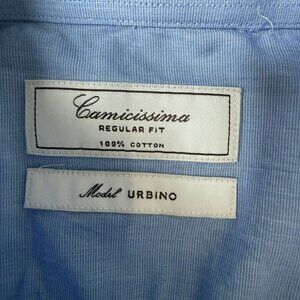 Camicissima
REGULAR FIT
100% COTTON
Model URBINO